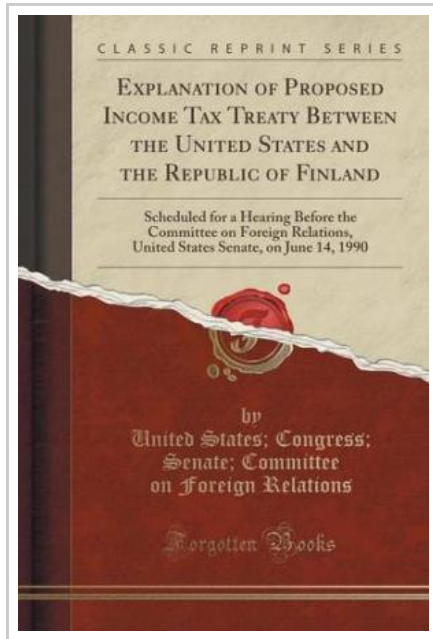 CLASSIC REPRINT SERIES
EXPLANATION OF PROPOSED
INCOME TAX TREATY BETWEEN
THE UNITED STATES AND
THE REPUBLIC OF FINLAND
Scheduled for a Hearing Before the
Committee on Foreign Relations,
United States Senate, on June 14, 1990
by
United States; Congress;
Senate; Committee
on Foreign Relations
Forgotten Books